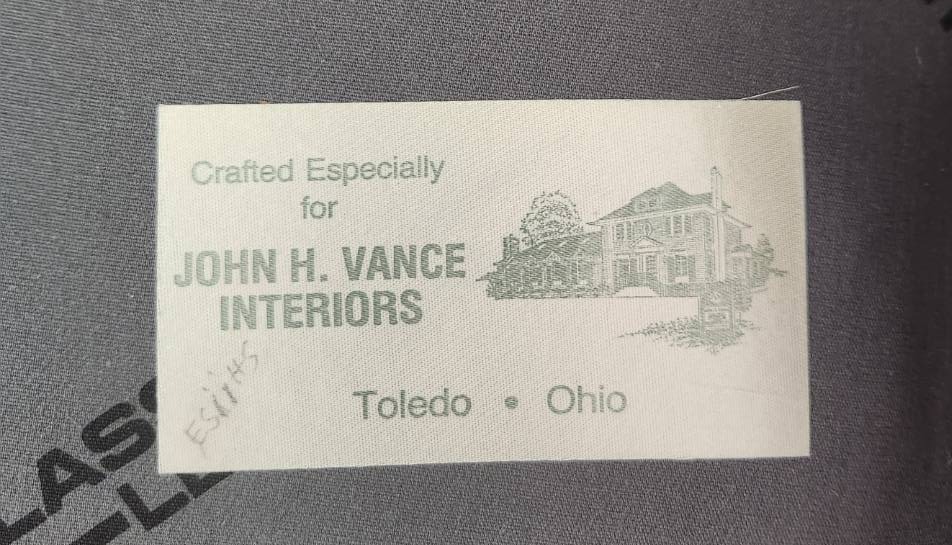 Crafted Especially
for
JOHN H. VANCE
INTERIORS
Toledo • Ohio